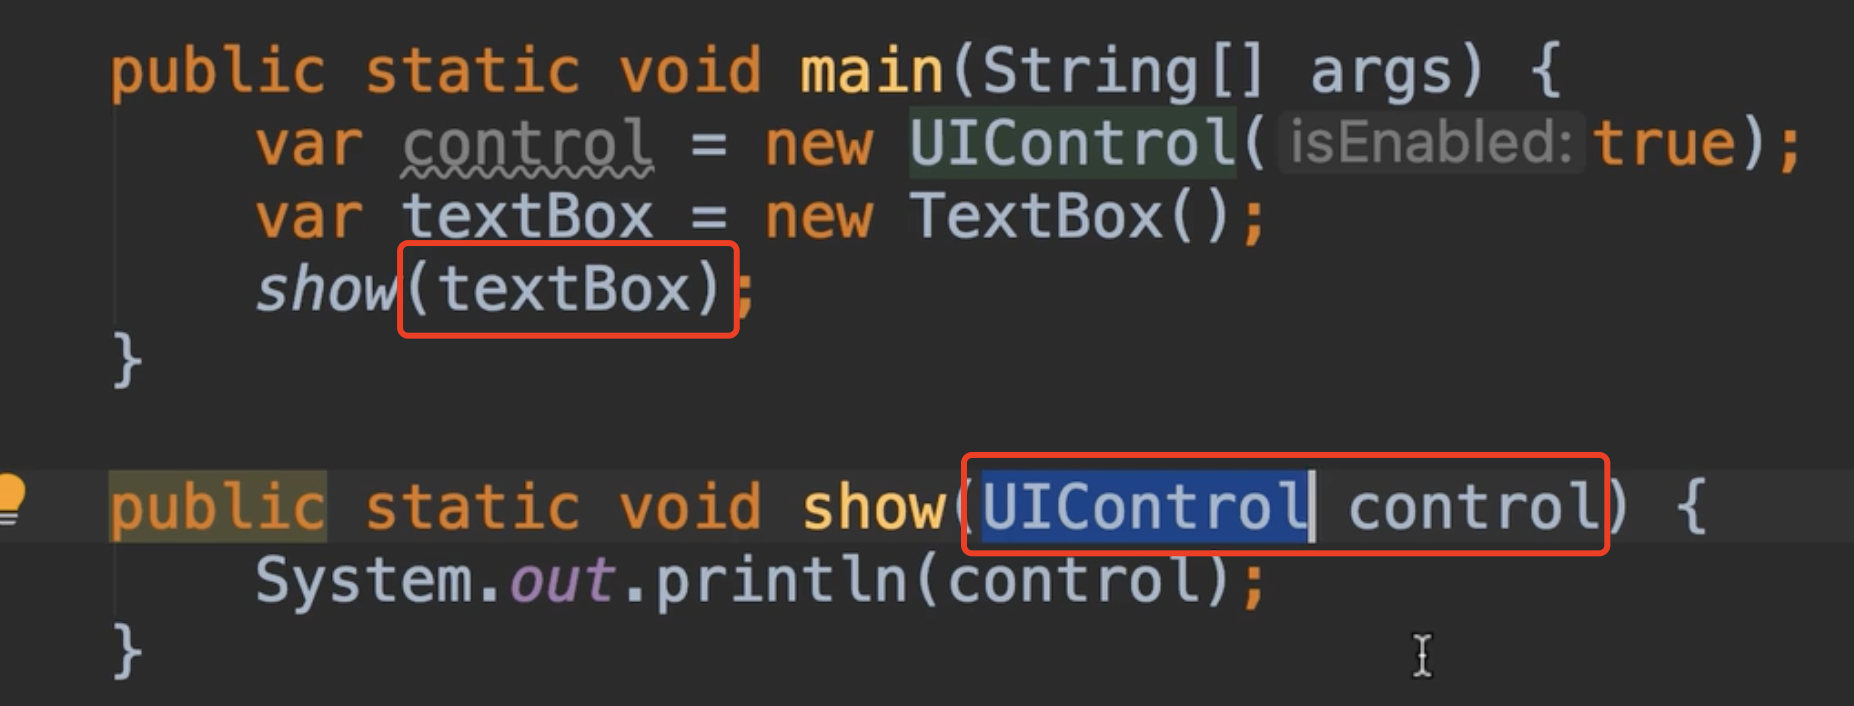 public static void main(String[] args) {
var control = new UIControl( isEnabled: true);
var textBox = new TextBox();
show(textBox);
}
public static void show(UIControl control) {
System.out.println(control);
}